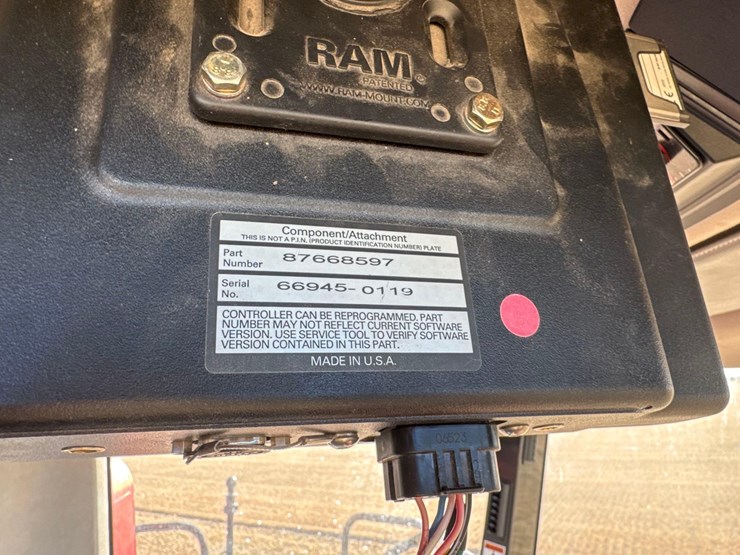 RAM
PATENTED
WWW.RAM-MOUNT.COM
Component/Attachment
THIS IS NOT A P.I.N. (PRODUCT IDENTIFICATION NUMBER) PLATE
Part Number 87668597
Serial No. 66945-0119
CONTROLLER CAN BE REPROGRAMMED. PART
NUMBER MAY NOT REFLECT CURRENT SOFTWARE
VERSION. USE SERVICE TOOL TO VERIFY SOFTWARE
VERSION CONTAINED IN THIS PART.
MADE IN U.S.A.